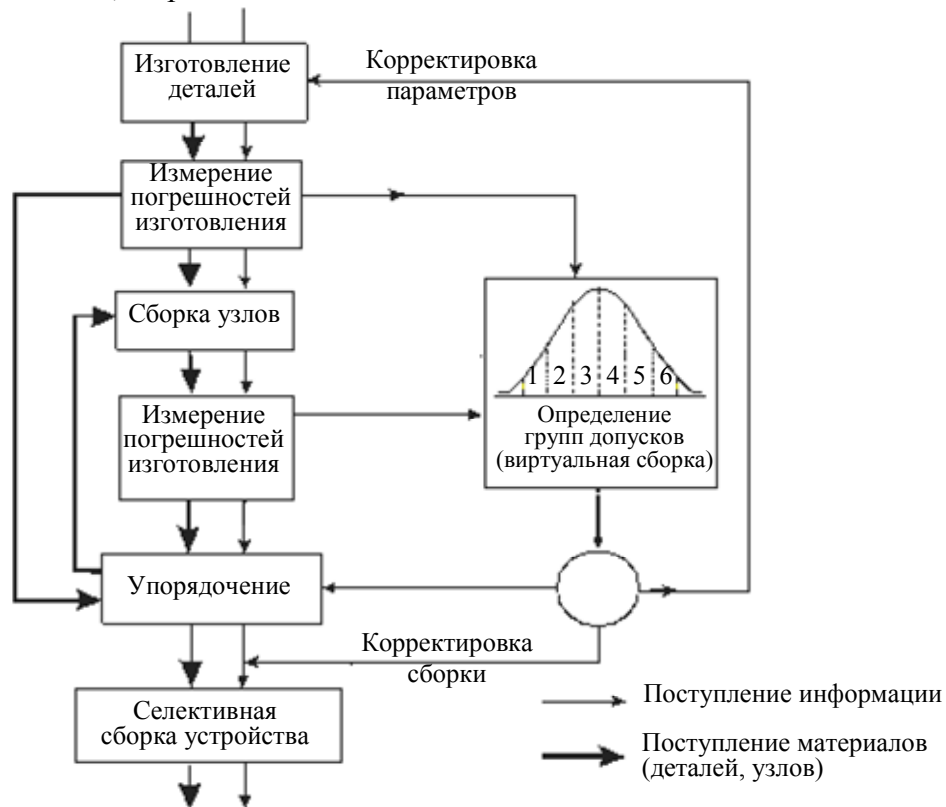 Изготовление
деталей
Корректировка
параметров
Измерение
погрешностей
изготовления
Сборка узлов
1 2 3 4 5 6
Определение
групп допусков
(виртуальная сборка)
Измерение
погрешностей
изготовления
Упорядочение
Корректировка
сборки
Селективная
сборка устройства
Поступление информации
Поступление материалов
(деталей, узлов)